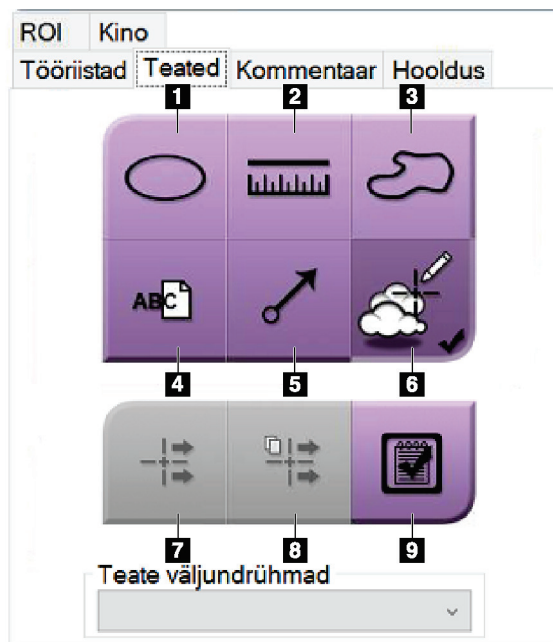 ROI Kino
Tööriistad Teated Kommentaar Hooldus
1 2 3
ABC
4 5 6
7 8 9
Teate väljundrühmad